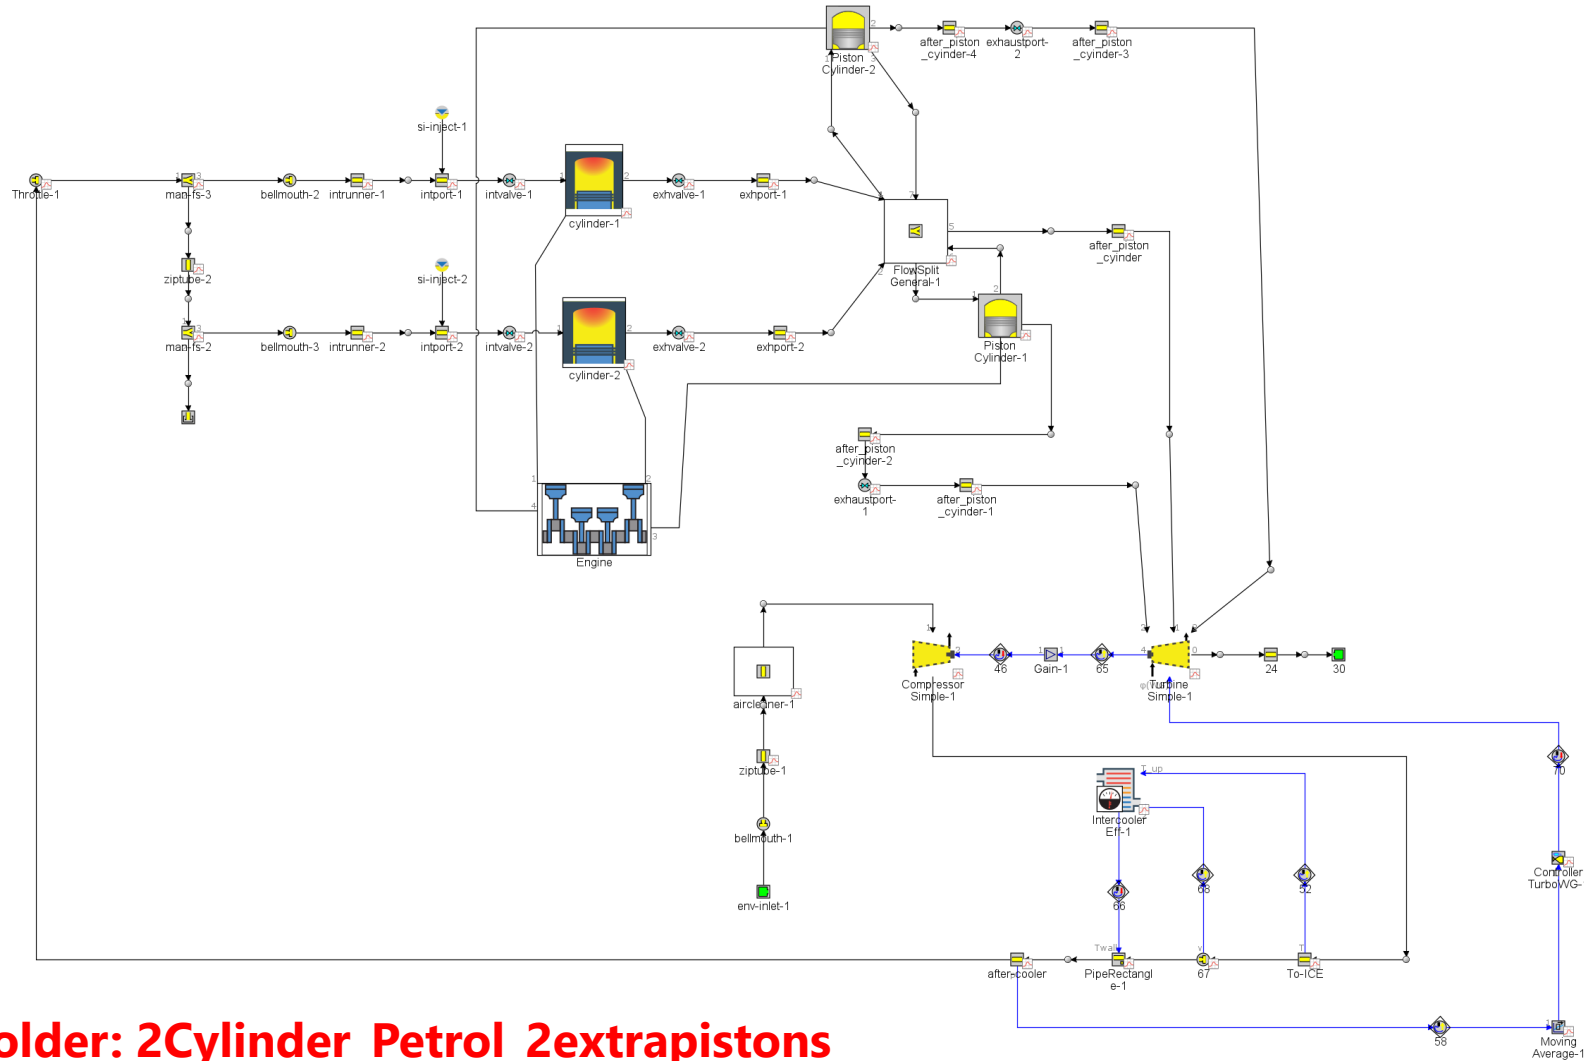 Piston
Cylinder-2
after_piston
_cyinder-4
exhaustport-
2
after_piston
_cyinder-3
si-inject-1
Throttle-1
man-fs-3
bellmouth-2
intrunner-1
intport-1
intvalve-1
cylinder-1
exhvalve-1
exhport-1
FlowSplit
General-1
after_piston
_cyinder
ziptube-2
si-inject-2
man-fs-2
bellmouth-3
intrunner-2
intport-2
intvalve-2
cylinder-2
exhvalve-2
exhport-2
Piston
Cylinder-1
after_piston
_cyinder-2
exhaustport-
1
after_piston
_cyinder-1
Engine
aircleaner-1
Compressor
Simple-1
46
Gain-1
65
Turbine
Simple-1
24
30
ziptube-1
bellmouth-1
env-inlet-1
T_up
Intercooler
Eff-1
70
66
68
52
Controller
TurboWG-
Twall
v
T
after-cooler
PipeRectangl
e-1
67
To-ICE
58
Moving
Average-1
older: 2Cylinder_Petrol_2extrapistons